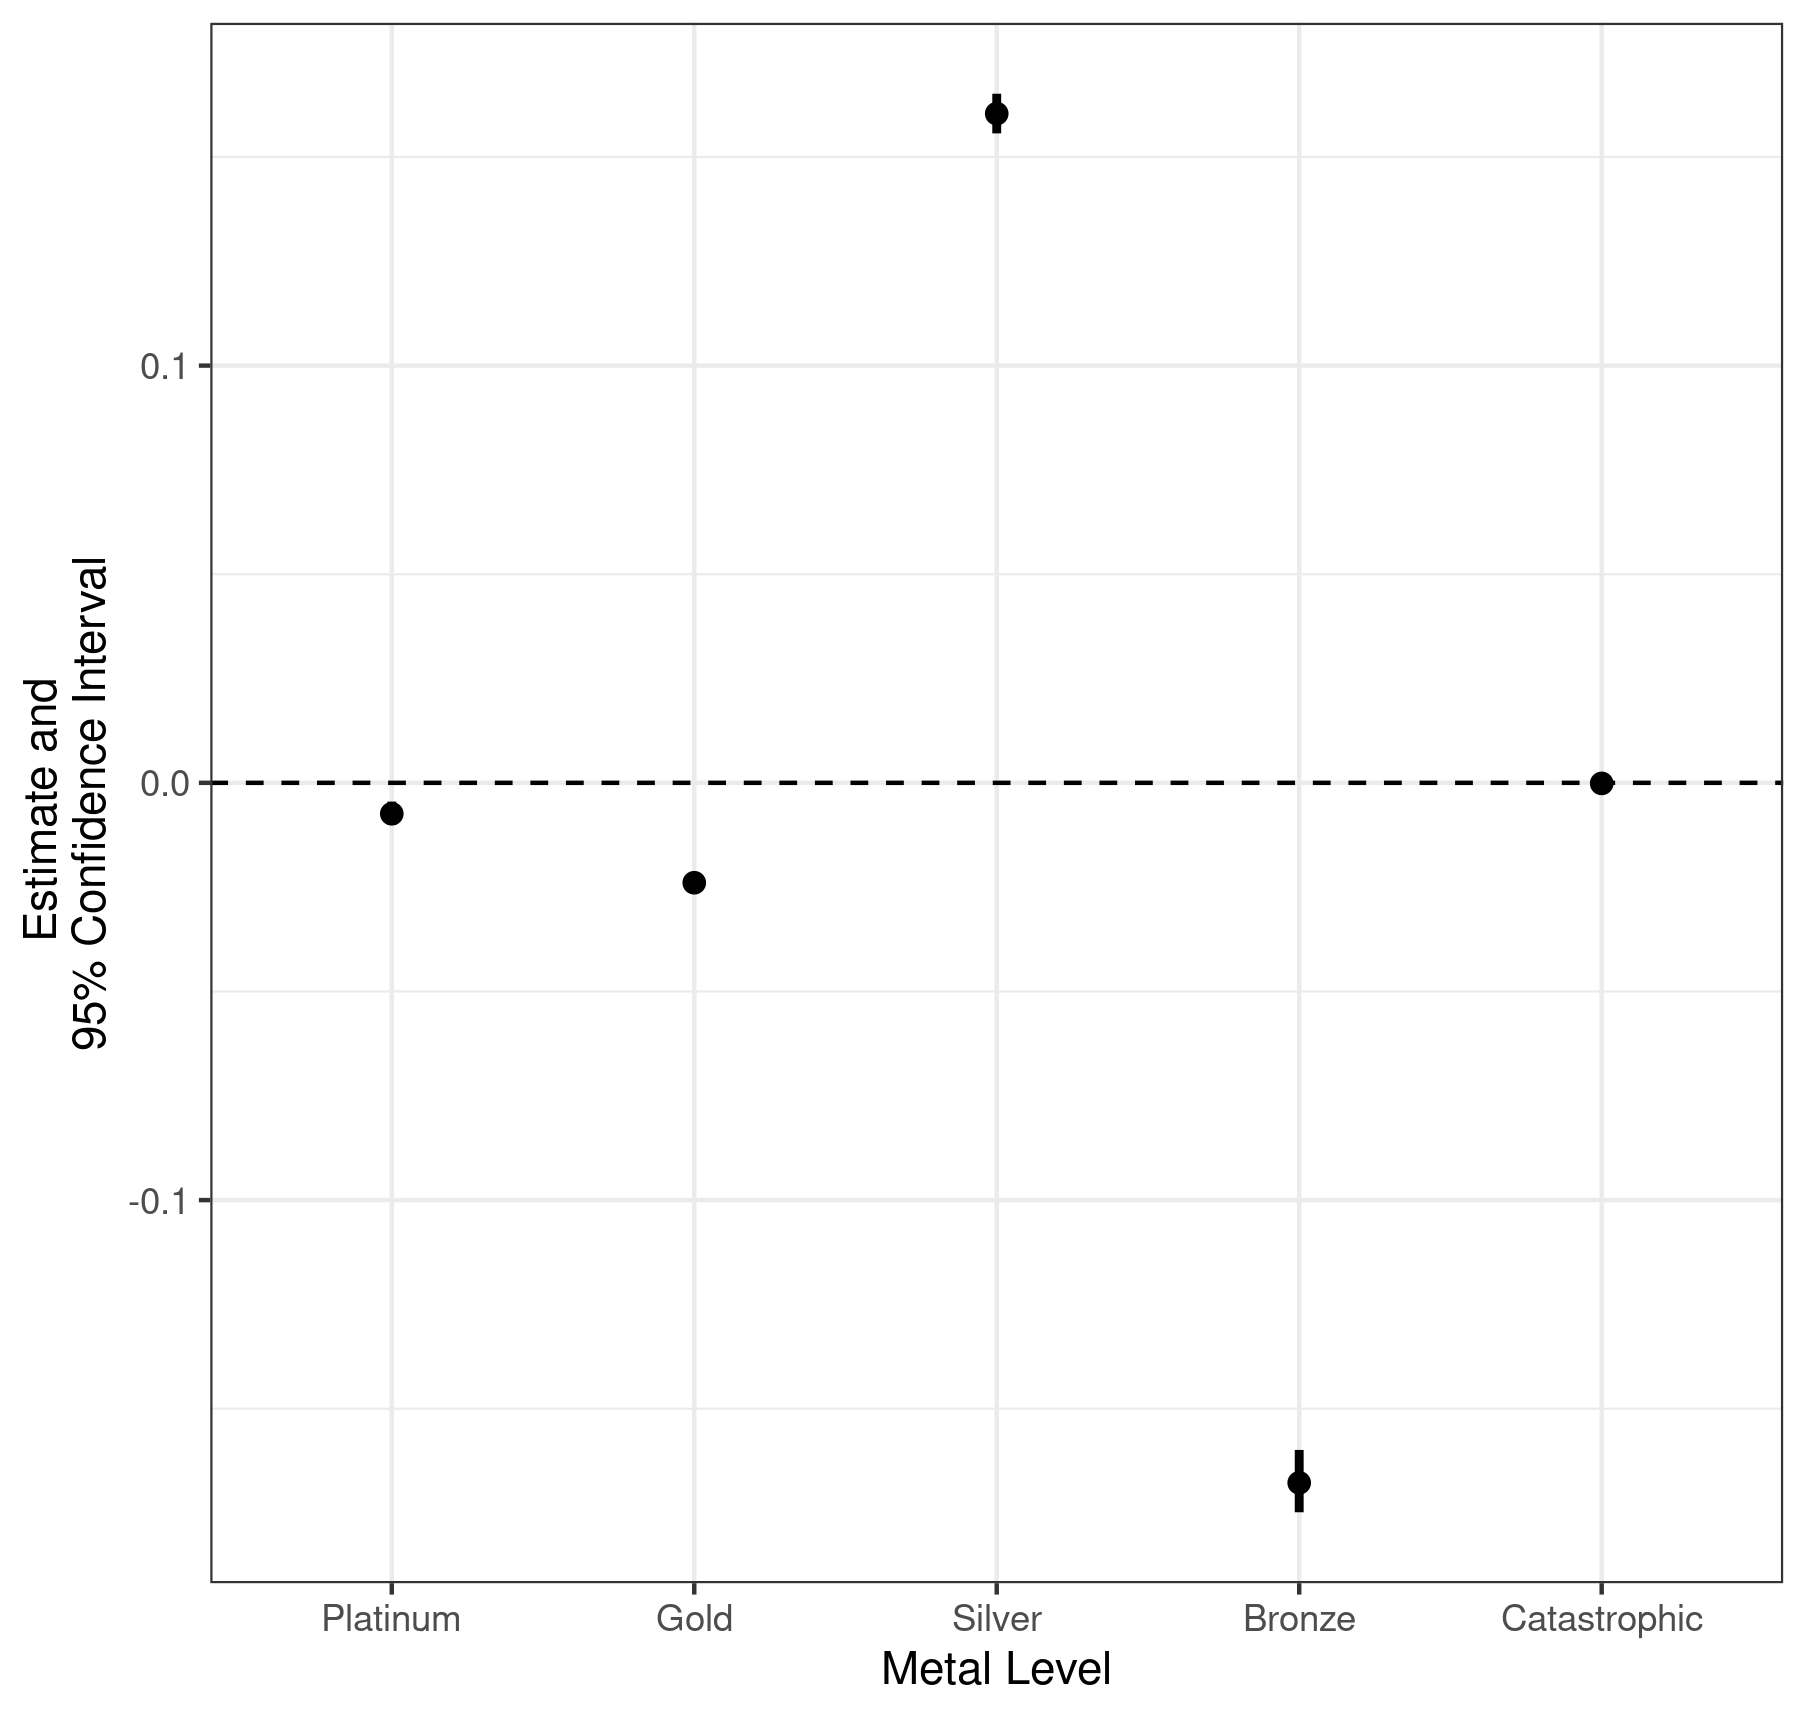 Estimate and
95% Confidence Interval
0.1
0.0
-0.1
Platinum
Gold
Silver
Bronze
Catastrophic
Metal Level